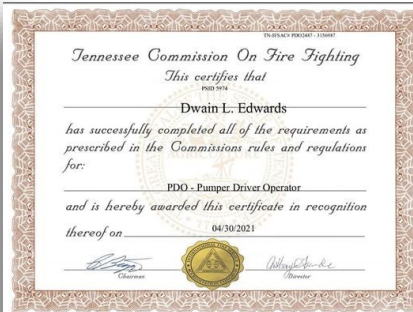 TN-IFSAC# PDO2487 - 3156987
Tennessee Commission On Fire Fighting
This certifies that
PSID 5974
Dwain L. Edwards
has successfully completed all of the requirements as
prescribed in the Commissions rules and regulations
for:
PDO - Pumper Driver Operator
and is hereby awarded this certificate in recognition
thereof on 04/30/2021
Chairman
Director